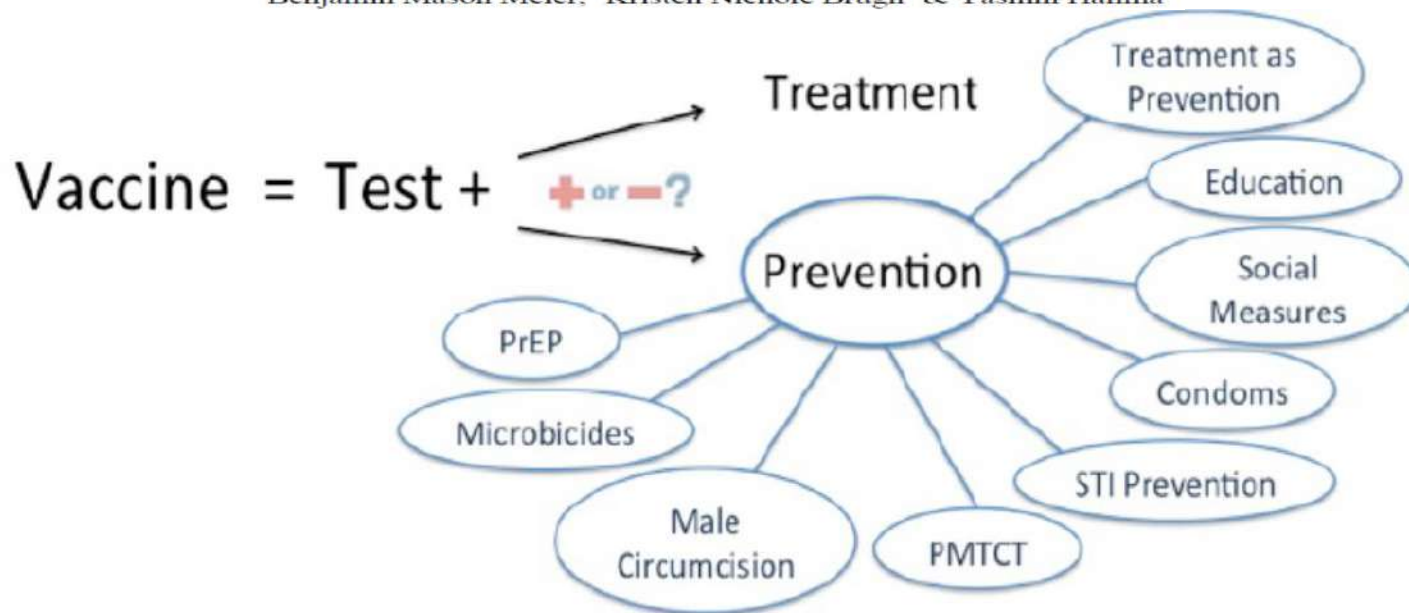 Treatment
Vaccine = Test +
+ or – ?
Prevention
Treatment as
Prevention
Education
Social
Measures
Condoms
STI Prevention
PMTCT
Male
Circumcision
Microbicides
PrEP